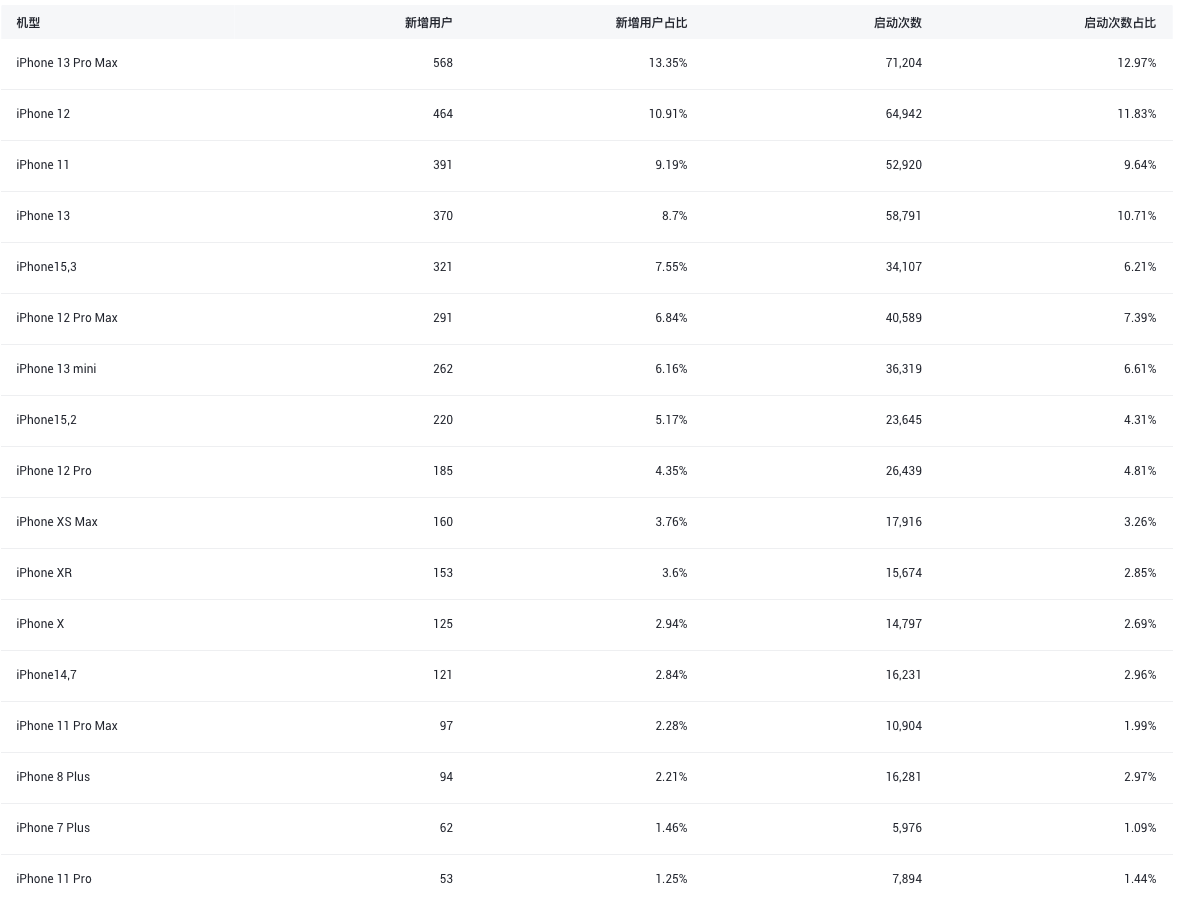 机型 新增用户 新增用户占比 启动次数 启动次数占比
iPhone 13 Pro Max 568 13.35% 71,204 12.97%
iPhone 12 464 10.91% 64,942 11.83%
iPhone 11 391 9.19% 52,920 9.64%
iPhone 13 370 8.7% 58,791 10.71%
iPhone15,3 321 7.55% 34,107 6.21%
iPhone 12 Pro Max 291 6.84% 40,589 7.39%
iPhone 13 mini 262 6.16% 36,319 6.61%
iPhone15,2 220 5.17% 23,645 4.31%
iPhone 12 Pro 185 4.35% 26,439 4.81%
iPhone XS Max 160 3.76% 17,916 3.26%
iPhone XR 153 3.6% 15,674 2.85%
iPhone X 125 2.94% 14,797 2.69%
iPhone14,7 121 2.84% 16,231 2.96%
iPhone 11 Pro Max 97 2.28% 10,904 1.99%
iPhone 8 Plus 94 2.21% 16,281 2.97%
iPhone 7 Plus 62 1.46% 5,976 1.09%
iPhone 11 Pro 53 1.25% 7,894 1.44%